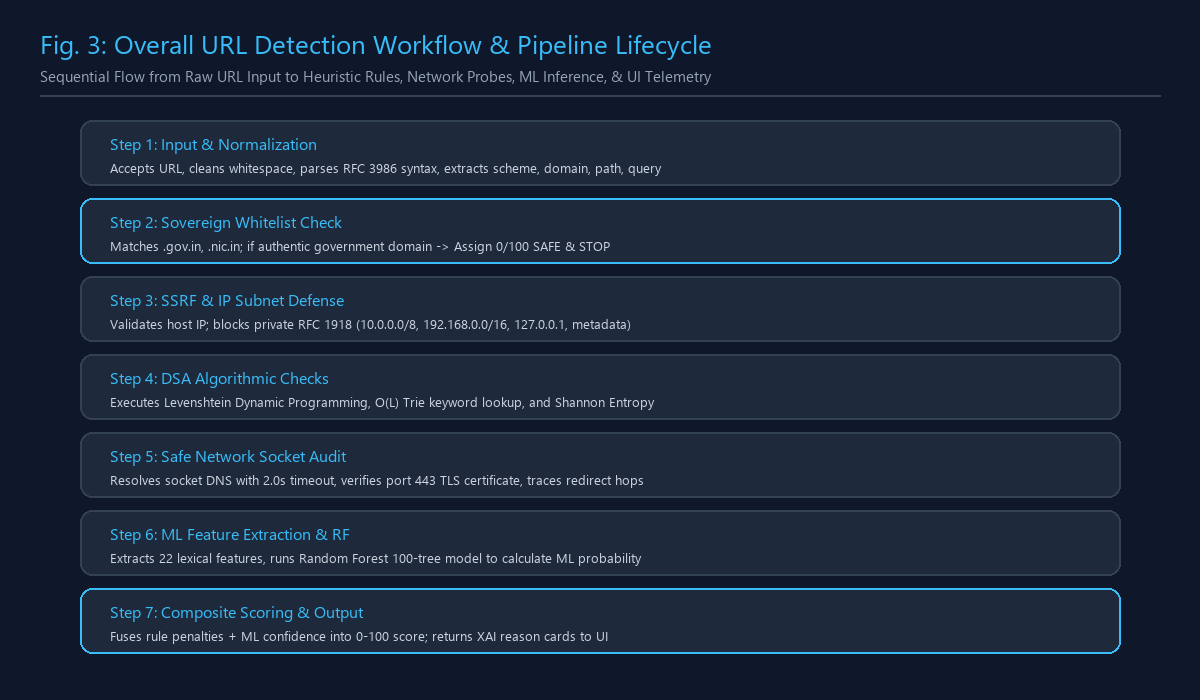 Fig. 3: Overall URL Detection Workflow & Pipeline Lifecycle
Sequential Flow from Raw URL Input to Heuristic Rules, Network Probes, ML Inference, & UI Telemetry
Step 1: Input & Normalization
Accepts URL, cleans whitespace, parses RFC 3986 syntax, extracts scheme, domain, path, query
Step 2: Sovereign Whitelist Check
Matches .gov.in, .nic.in; if authentic government domain -> Assign 0/100 SAFE & STOP
Step 3: SSRF & IP Subnet Defense
Validates host IP; blocks private RFC 1918 (10.0.0.0/8, 192.168.0.0/16, 127.0.0.1, metadata)
Step 4: DSA Algorithmic Checks
Executes Levenshtein Dynamic Programming, O(L) Trie keyword lookup, and Shannon Entropy
Step 5: Safe Network Socket Audit
Resolves socket DNS with 2.0s timeout, verifies port 443 TLS certificate, traces redirect hops
Step 6: ML Feature Extraction & RF
Extracts 22 lexical features, runs Random Forest 100-tree model to calculate ML probability
Step 7: Composite Scoring & Output
Fuses rule penalties + ML confidence into 0-100 score; returns XAI reason cards to UI